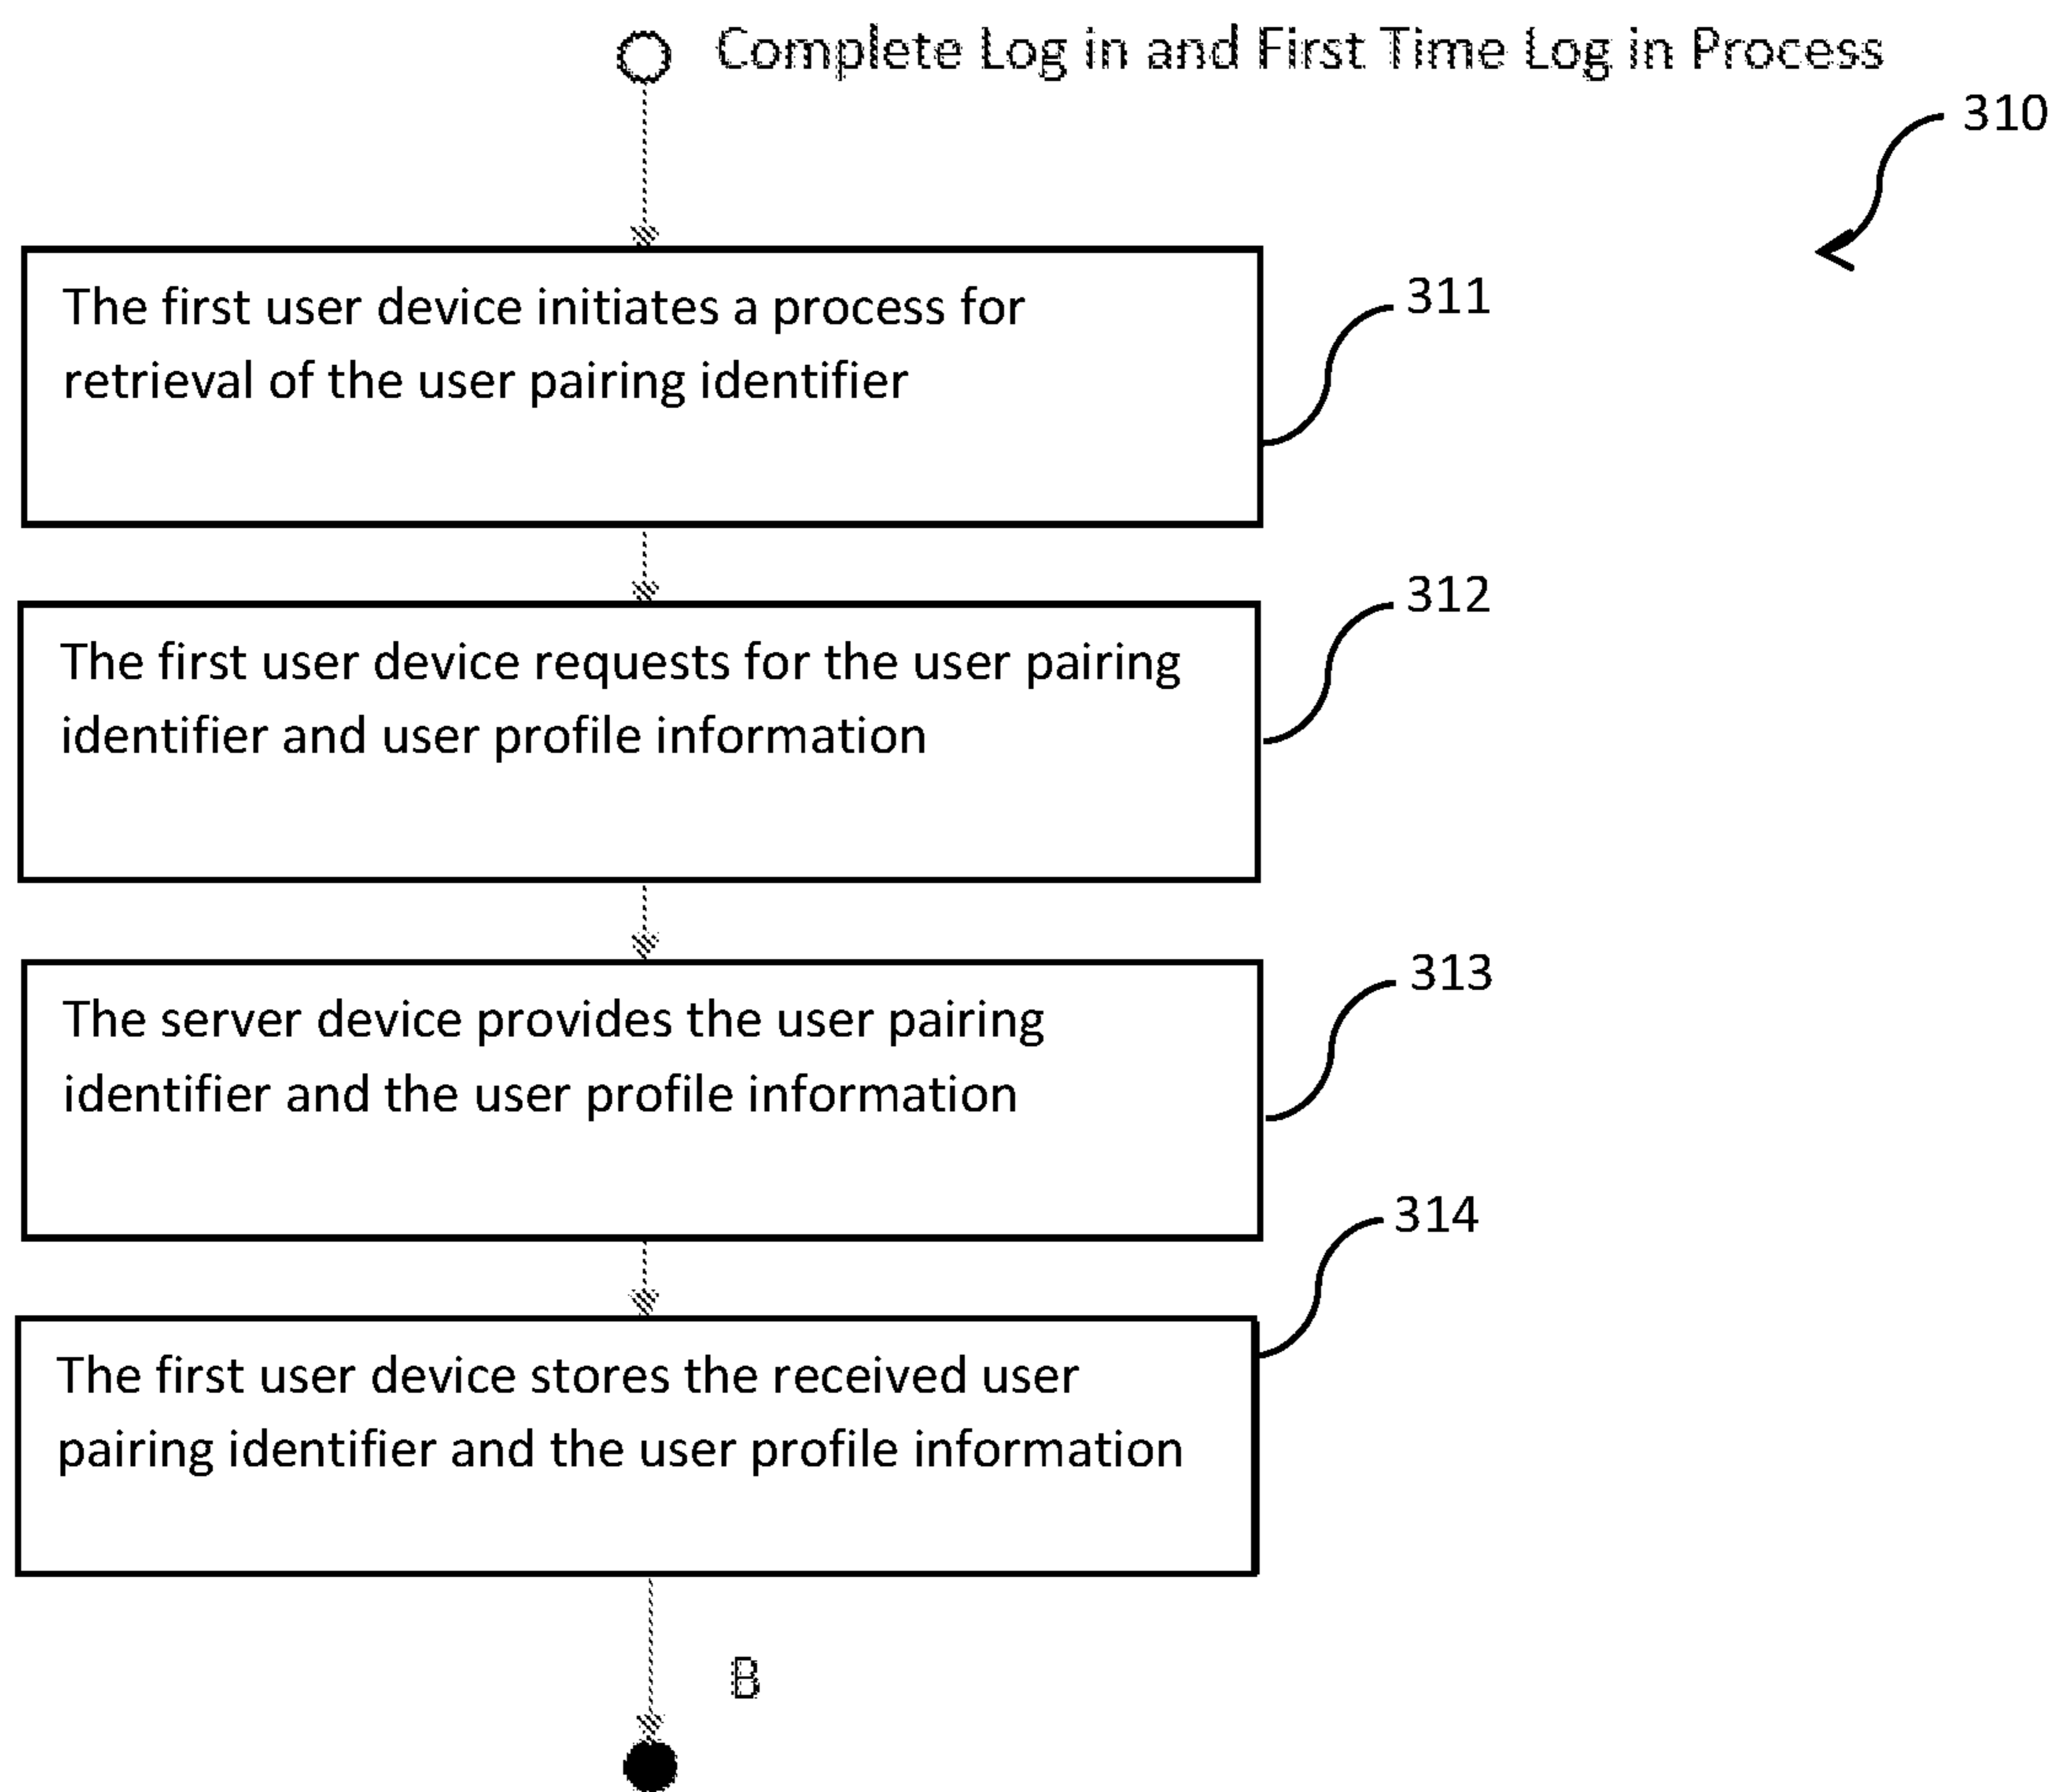 Complete Log in and First Time Log in Process
310
The first user device initiates a process for
retrieval of the user pairing identifier
311
The first user device requests for the user pairing
identifier and user profile information
312
The server device provides the user pairing
identifier and the user profile information
313
The first user device stores the received user
pairing identifier and the user profile information
314
B